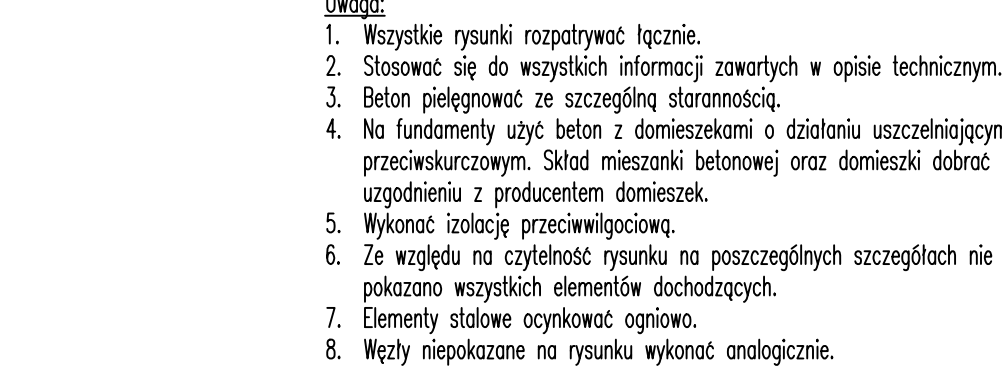 Uwaga:
1. Wszystkie rysunki rozpatrywać łącznie.
2. Stosować się do wszystkich informacji zawartych w opisie technicznym.
3. Beton pielęgnować ze szczególną starannością.
4. Na fundamenty użyć beton z domieszekami o działaniu
przeciwskurczowym. Skład mieszanki betonowej oraz domieszki dobrać
uzgodnieniu z producentem domieszek.
5. Wykonać izolację przeciwwilgociową.
6. Ze względu na czytelność rysunku na poszczególnych szczegółach nie
pokazano wszystkich elementów dochodzących.
7. Elementy stalowe ocynkować ogniowo.
8. Węzły niepokazane na rysunku wykonać analogicznie.